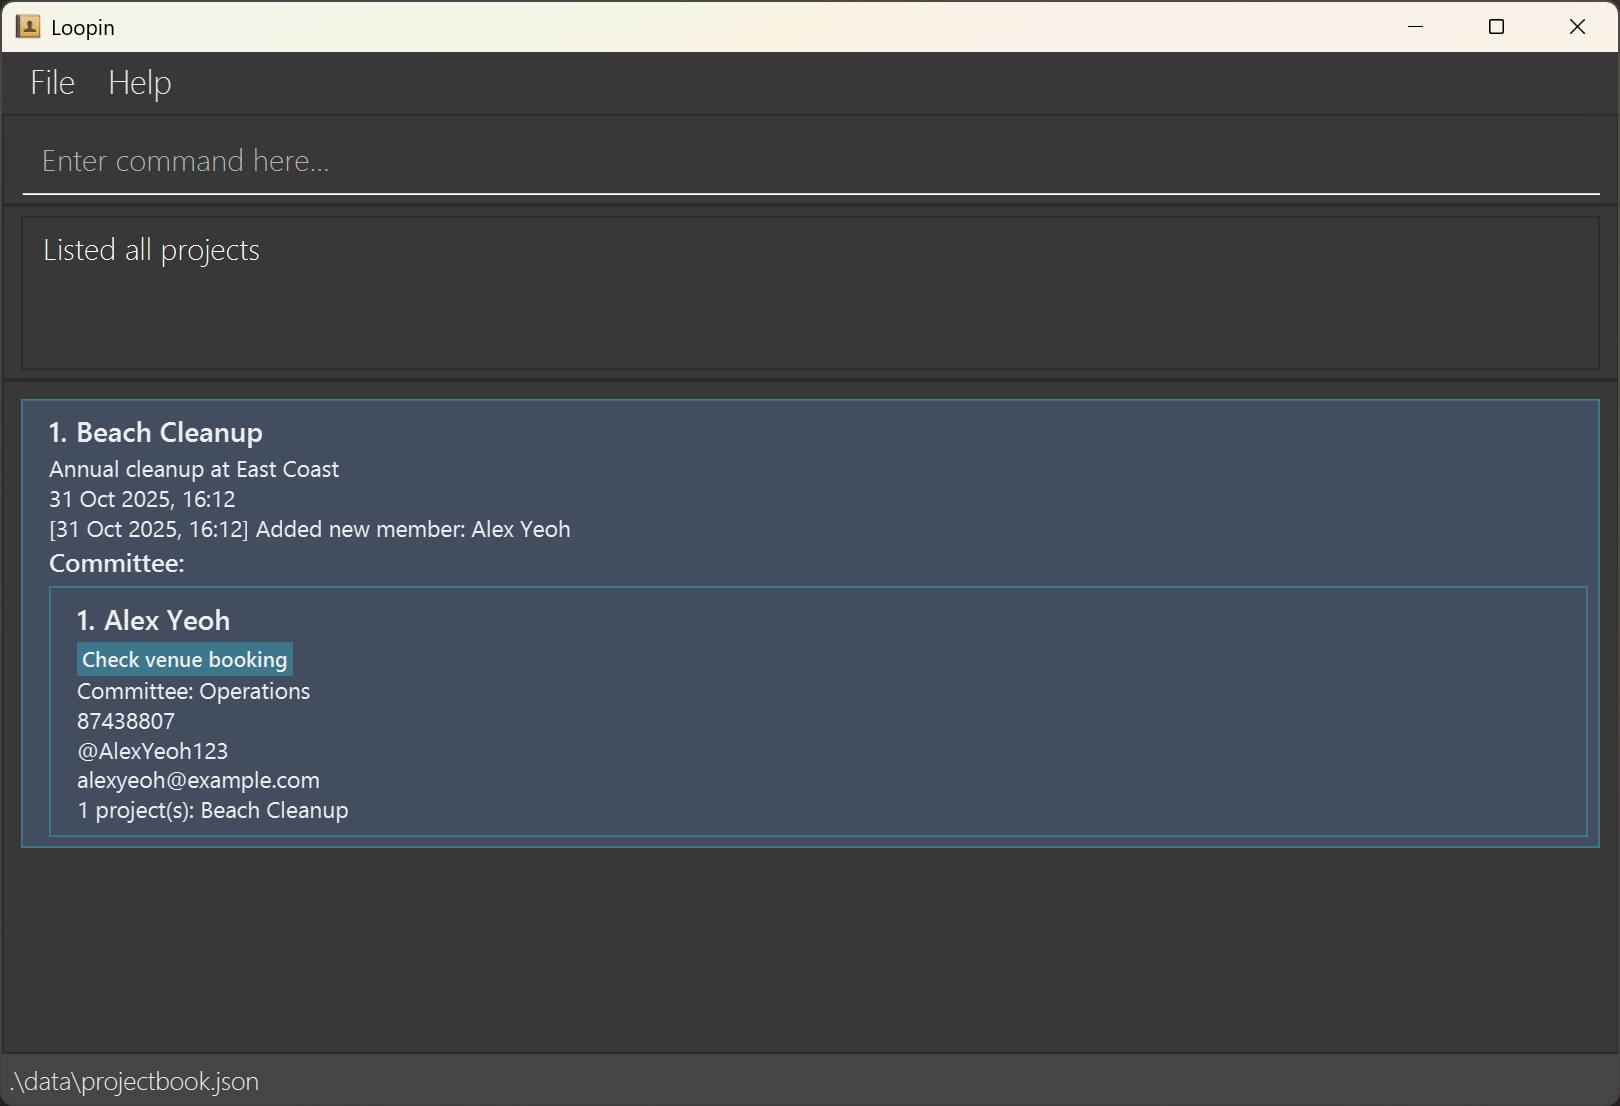 Loopin
File Help
Enter command here...
Listed all projects
1. Beach Cleanup
Annual cleanup at East Coast
31 Oct 2025, 16:12
[31 Oct 2025, 16:12] Added new member: Alex Yeoh
Committee:
1. Alex Yeoh
Check venue booking
Committee: Operations
87438807
@AlexYeoh123
alexyeoh@example.com
1 project(s): Beach Cleanup
.\data\projectbook.json